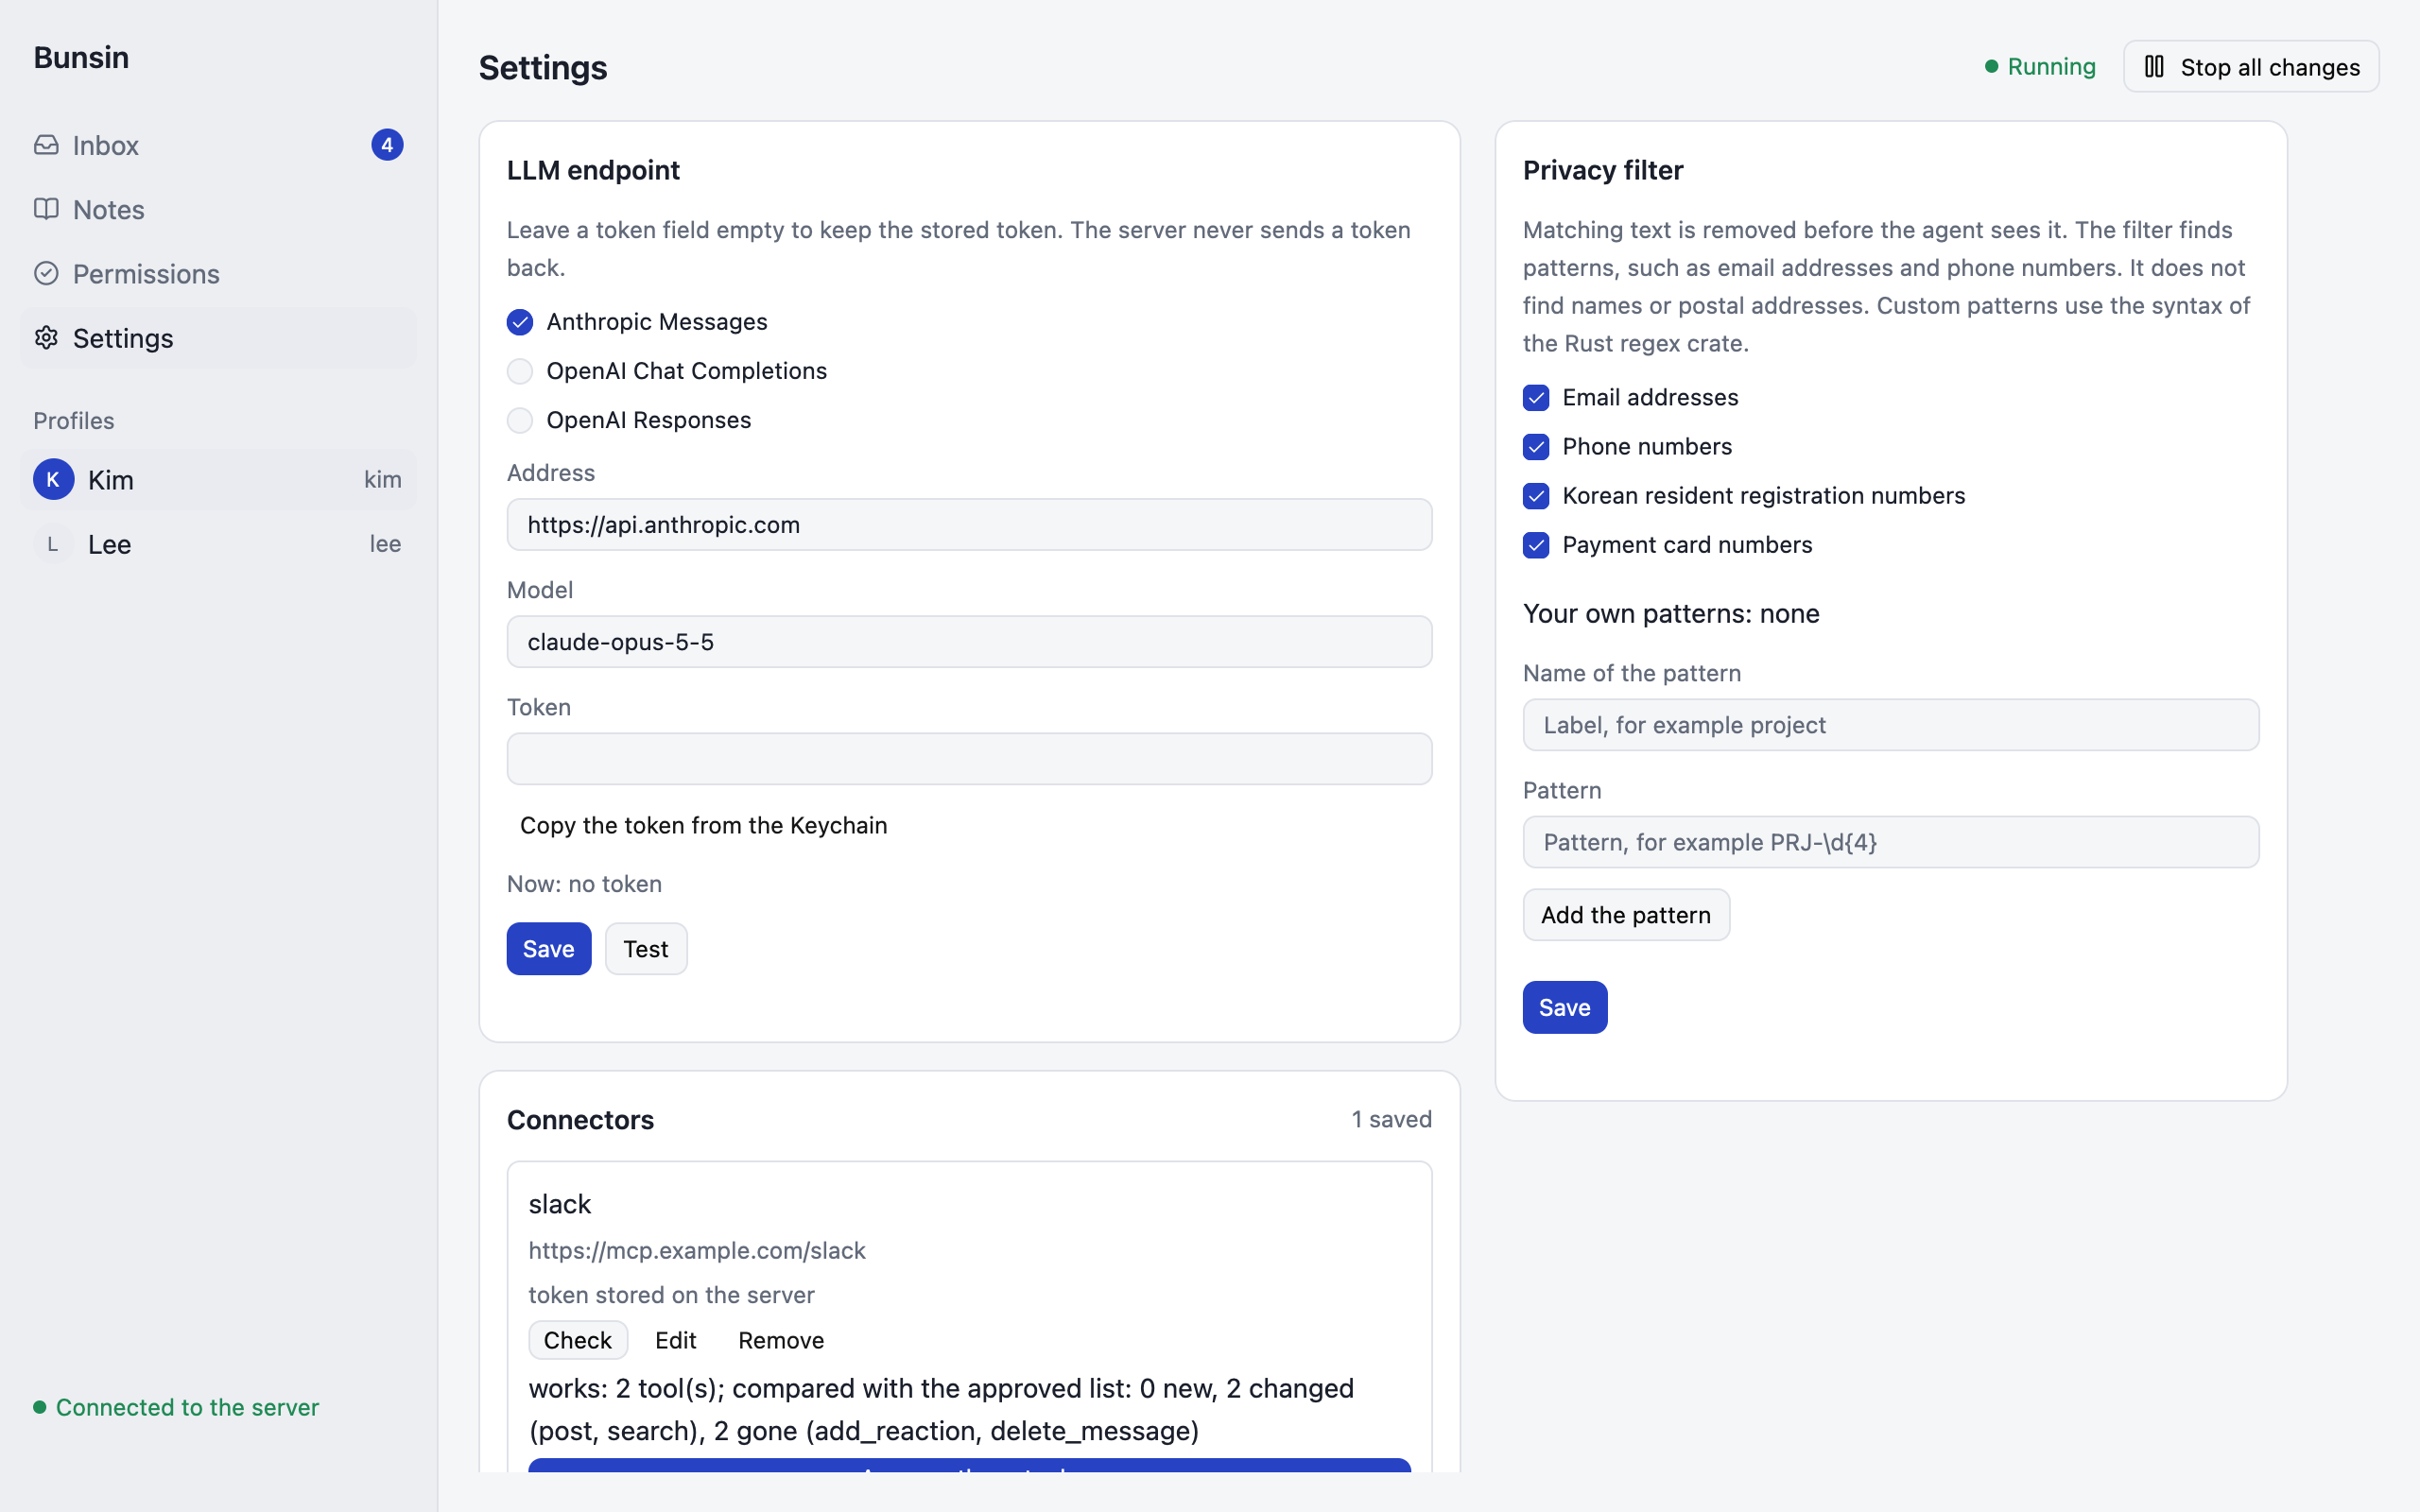 Bunsin
Inbox
4
Notes
Permissions
Settings
Profiles
K
Kim
kim
L
Lee
lee
Connected to the server
Settings
Running
Stop all changes
LLM endpoint
Leave a token field empty to keep the stored token. The server never sends a token
back.
Anthropic Messages
OpenAI Chat Completions
OpenAI Responses
Address
https://api.anthropic.com
Model
claude-opus-5-5
Token
Copy the token from the Keychain
Now: no token
Save
Test
Connectors
1 saved
slack
https://mcp.example.com/slack
token stored on the server
Check
Edit
Remove
works: 2 tool(s); compared with the approved list: 0 new, 2 changed
(post, search), 2 gone (add_reaction, delete_message)
Privacy filter
Matching text is removed before the agent sees it. The filter finds
patterns, such as email addresses and phone numbers. It does not
find names or postal addresses. Custom patterns use the syntax of
the Rust regex crate.
Email addresses
Phone numbers
Korean resident registration numbers
Payment card numbers
Your own patterns: none
Name of the pattern
Label, for example project
Pattern
Pattern, for example PRJ-\d{4}
Add the pattern
Save